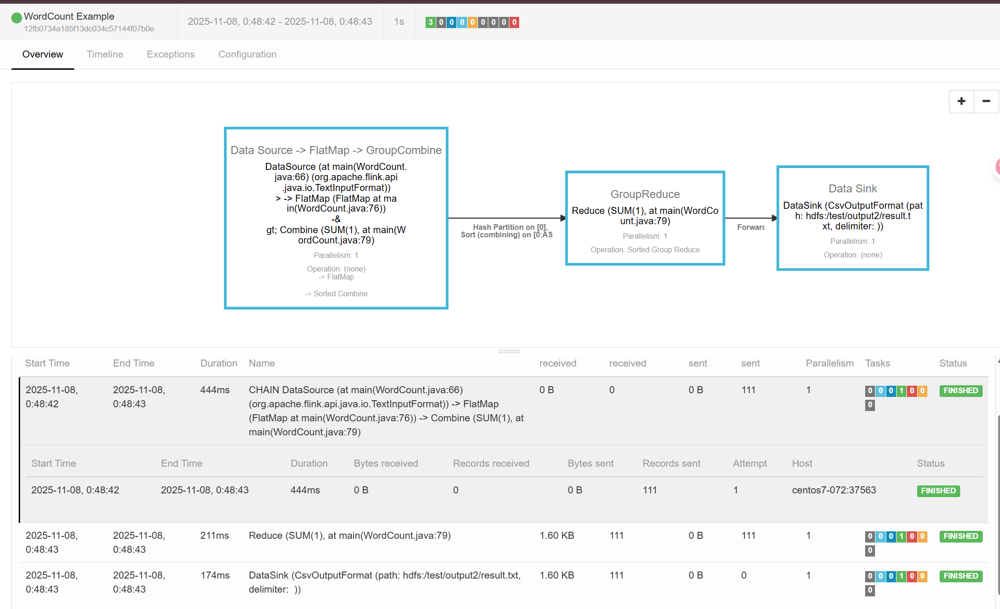 WordCount Example
12fb0734a185f13dc034c57144f07b0e
2025-11-08, 0:48:42 - 2025-11-08, 0:48:43
1s
3 0 0 0 0 0 0 0 0
Overview Timeline Exceptions Configuration
+ −
Data Source -> FlatMap -> GroupCombine
DataSource (at main(WordCount.
java:66) (org.apache.flink.api
.java.io.TextInputFormat))
> -> FlatMap (FlatMap at ma
in(WordCount.java:76))
-&
gt; Combine (SUM(1), at main(W
ordCount.java:79)
Parallelism: 1
Operation: (none)
-> FlatMap
-> Sorted Combine
Hash Partition on [0],
Sort (combining) on [0:AS
GroupReduce
Reduce (SUM(1), at main(WordCo
unt.java:79)
Parallelism: 1
Operation: Sorted Group Reduce
Forward
Data Sink
DataSink (CsvOutputFormat (pat
h: hdfs:/test/output2/result.t
xt, delimiter: ))
Parallelism: 1
Operation: (none)
Start Time End Time Duration Name received received sent sent Parallelism Tasks Status
2025-11-08, 2025-11-08, 444ms CHAIN DataSource (at main(WordCount.java:66) 0 B 0 0 B 111 1 0 0 0 1 0 0 FINISHED
0:48:42 0:48:43 (org.apache.flink.api.java.io.TextInputFormat)) -> FlatMap 0
(FlatMap at main(WordCount.java:76)) -> Combine (SUM(1), at
main(WordCount.java:79)
Start Time End Time Duration Bytes received Records received Bytes sent Records sent Attempt Host Status
2025-11-08, 0:48:42 2025-11-08, 0:48:43 444ms 0 B 0 0 B 111 1 centos7-072:37563 FINISHED
2025-11-08, 2025-11-08, 211ms Reduce (SUM(1), at main(WordCount.java:79) 1.60 KB 111 0 B 111 1 0 0 0 1 0 0 FINISHED
0:48:43 0:48:43 0
2025-11-08, 2025-11-08, 174ms DataSink (CsvOutputFormat (path: hdfs:/test/output2/result.txt, 1.60 KB 111 0 B 0 1 0 0 0 1 0 0 FINISHED
0:48:43 0:48:43 delimiter: )) 0